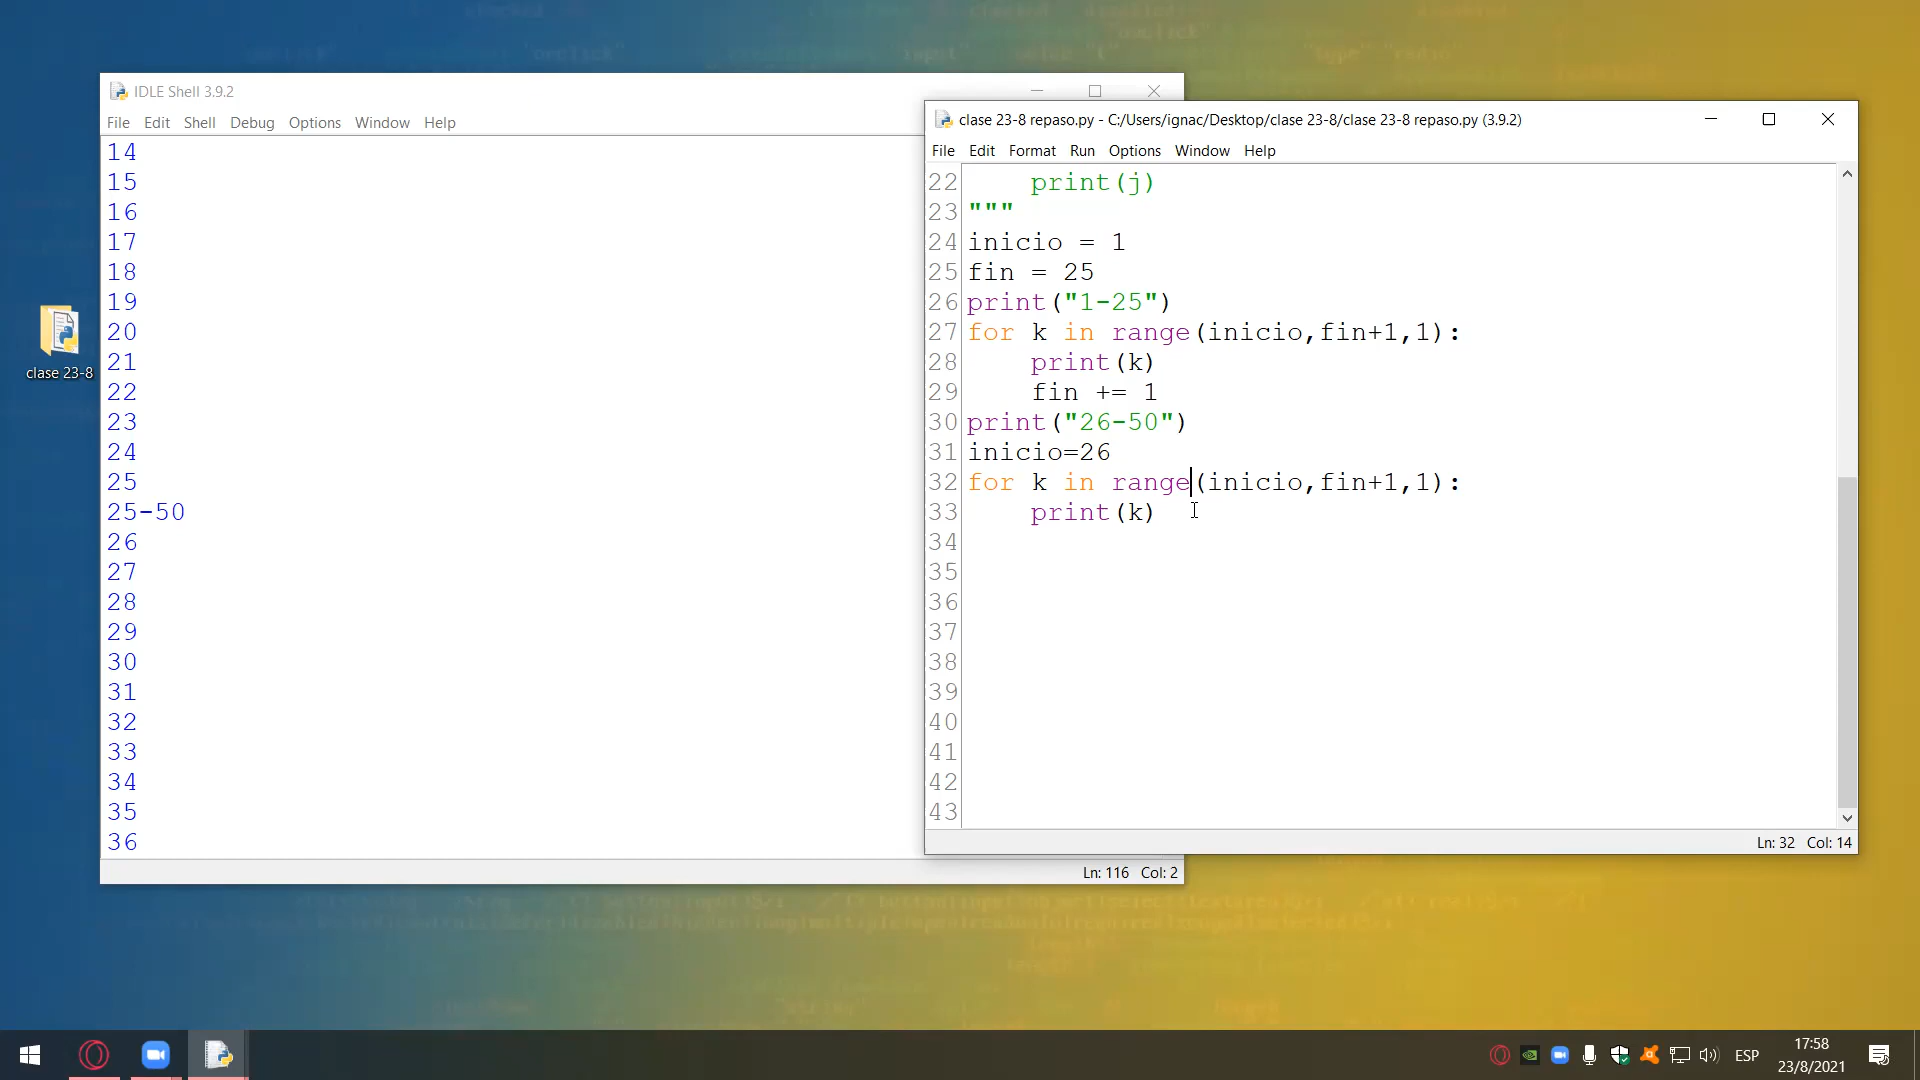 IDLE Shell 3.9.2
File Edit Shell Debug Options Window Help
14
15
16
17
18
19
20
21
22
23
24
25
25-50
26
27
28
29
30
31
32
33
34
35
36
Ln: 116 Col: 2
clase 23-8
clase 23-8 repaso.py - C:/Users/ignac/Desktop/clase 23-8/clase 23-8 repaso.py (3.9.2)
File Edit Format Run Options Window Help
22 print(j)
23 """
24 inicio = 1
25 fin = 25
26 print("1-25")
27 for k in range(inicio,fin+1,1):
28 print(k)
29 fin += 1
30 print("26-50")
31 inicio=26
32 for k in range(inicio,fin+1,1):
33 print(k)
34
35
36
37
38
39
40
41
42
43
Ln: 32 Col: 14
ESP
17:58
23/8/2021